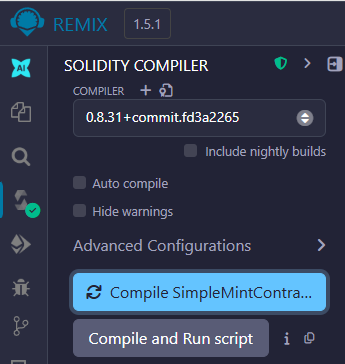 REMIX 1.5.1
AI
SOLIDITY COMPILER
COMPILER
0.8.31+commit.fd3a2265
Include nightly builds
Auto compile
Hide warnings
Advanced Configurations
Compile SimpleMintContra...
Compile and Run script